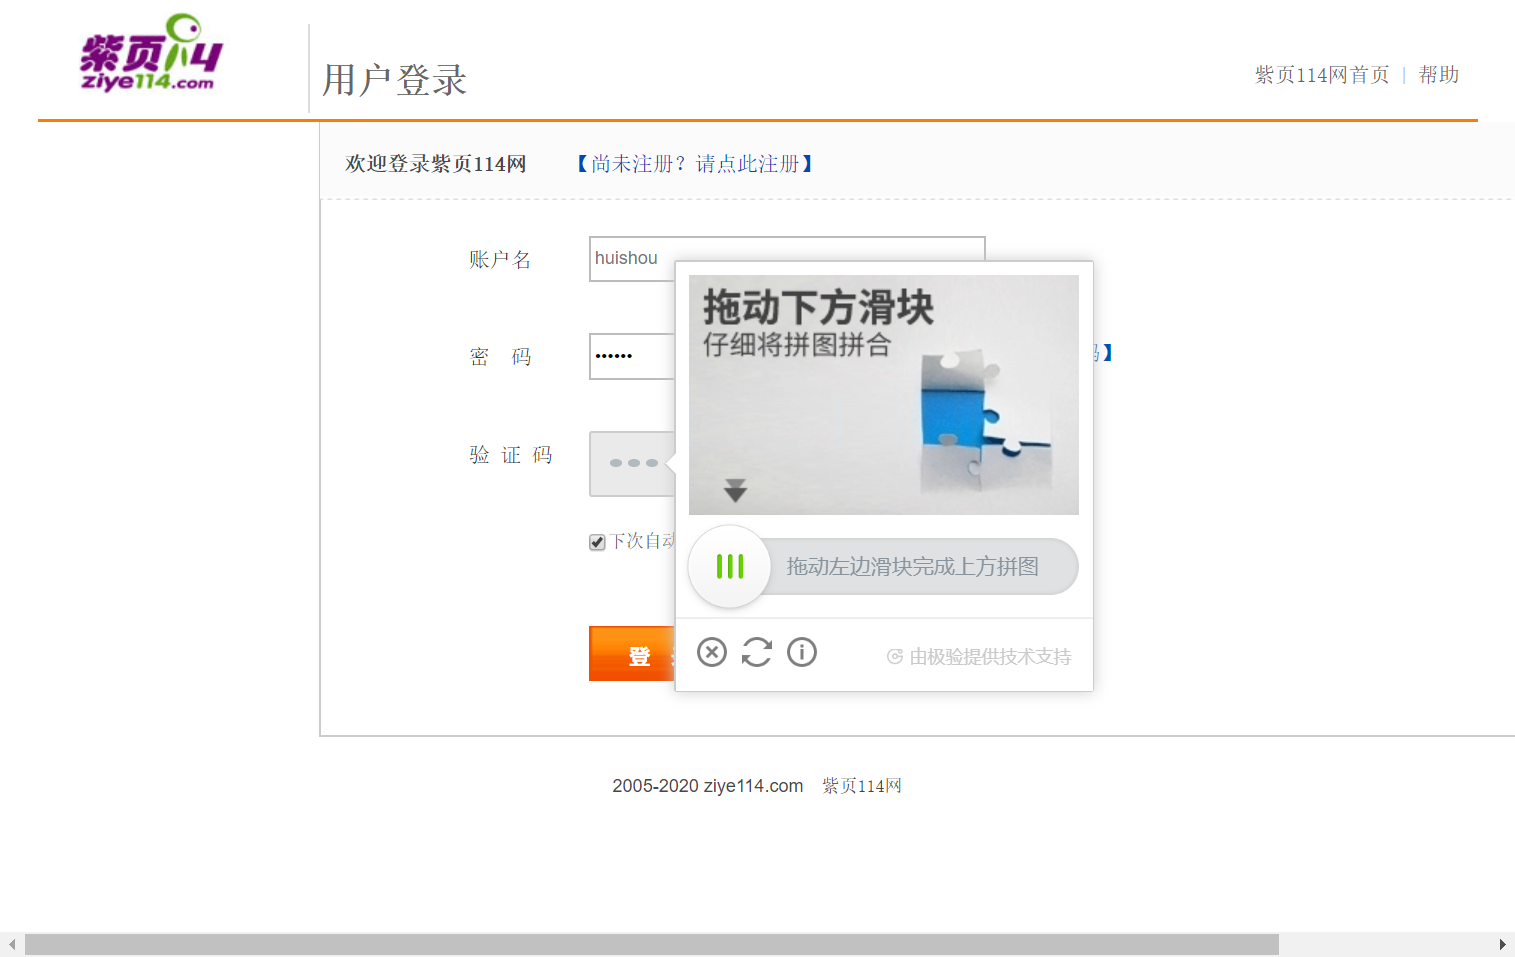 紫页114
ziye114.com
用户登录
紫页114网首页 | 帮助
欢迎登录紫页114网 【尚未注册？请点此注册】
账户名 huishou
拖动下方滑块
仔细将拼图拼合
密 码 ••••••
】
验 证 码
下次自动
拖动左边滑块完成上方拼图
登
由极验提供技术支持
2005-2020 ziye114.com 紫页114网